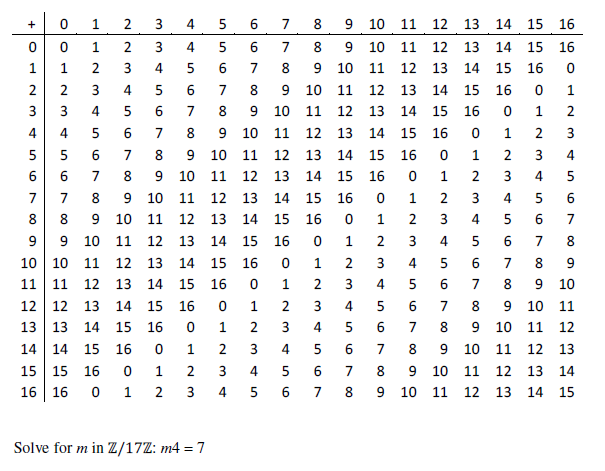 + 0 1 2 3 4 5 6 7 8 9 10 11 12 13 14 15 16
0 0 1 2 3 4 5 6 7 8 9 10 11 12 13 14 15 16
1 1 2 3 4 5 6 7 8 9 10 11 12 13 14 15 16 0
2 2 3 4 5 6 7 8 9 10 11 12 13 14 15 16 0 1
3 3 4 5 6 7 8 9 10 11 12 13 14 15 16 0 1 2
4 4 5 6 7 8 9 10 11 12 13 14 15 16 0 1 2 3
5 5 6 7 8 9 10 11 12 13 14 15 16 0 1 2 3 4
6 6 7 8 9 10 11 12 13 14 15 16 0 1 2 3 4 5
7 7 8 9 10 11 12 13 14 15 16 0 1 2 3 4 5 6
8 8 9 10 11 12 13 14 15 16 0 1 2 3 4 5 6 7
9 9 10 11 12 13 14 15 16 0 1 2 3 4 5 6 7 8
10 10 11 12 13 14 15 16 0 1 2 3 4 5 6 7 8 9
11 11 12 13 14 15 16 0 1 2 3 4 5 6 7 8 9 10
12 12 13 14 15 16 0 1 2 3 4 5 6 7 8 9 10 11
13 13 14 15 16 0 1 2 3 4 5 6 7 8 9 10 11 12
14 14 15 16 0 1 2 3 4 5 6 7 8 9 10 11 12 13
15 15 16 0 1 2 3 4 5 6 7 8 9 10 11 12 13 14
16 16 0 1 2 3 4 5 6 7 8 9 10 11 12 13 14 15
Solve for m in ℤ/17ℤ: m4 = 7